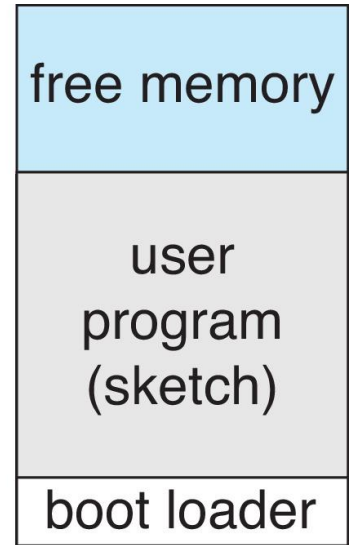 free memory
user
program
(sketch)
boot loader